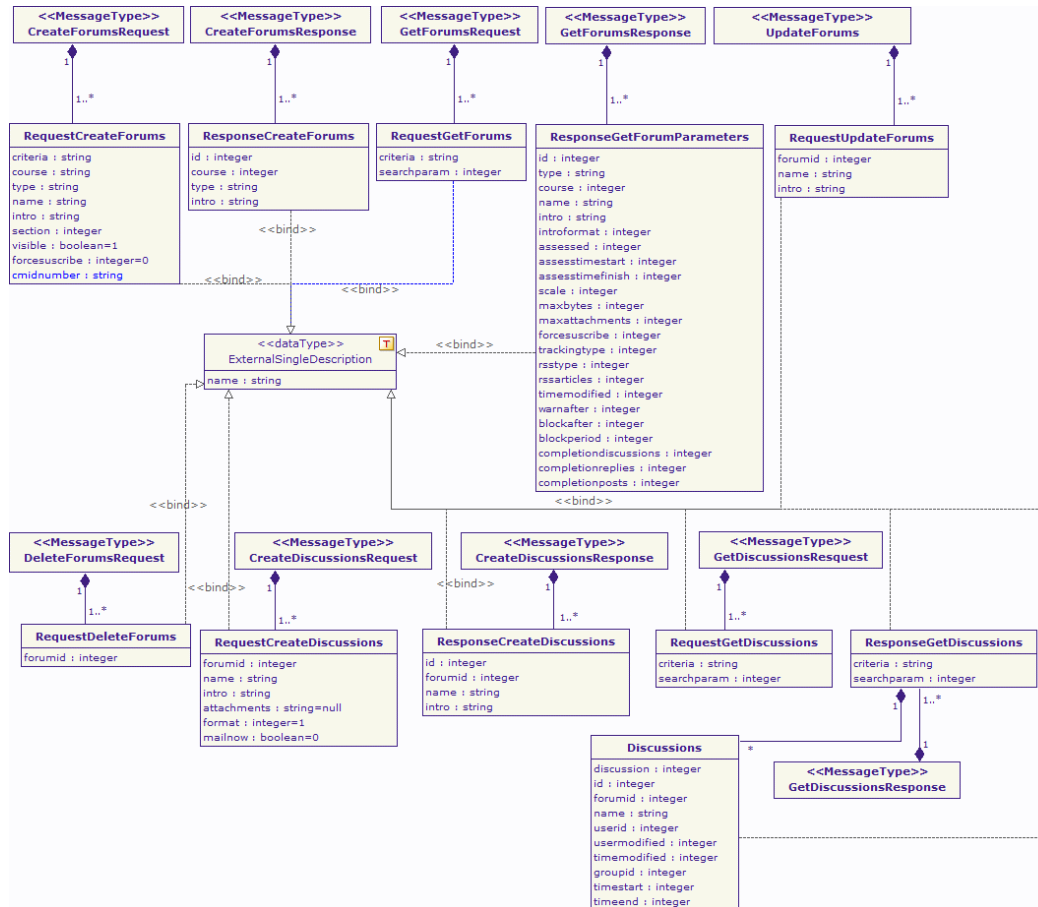 <<MessageType>>
CreateForumsRequest
<<MessageType>>
CreateForumsResponse
<<MessageType>>
GetForumsRequest
<<MessageType>>
GetForumsResponse
<<MessageType>>
UpdateForums
1
1..*
1
1..*
1
1..*
1
1..*
1
1..*
RequestCreateForums
criteria : string
course : string
type : string
name : string
intro : string
section : integer
visible : boolean=1
forcesuscribe : integer=0
cmidnumber : string
ResponseCreateForums
id : integer
course : integer
type : string
intro : string
RequestGetForums
criteria : string
searchparam : integer
ResponseGetForumParameters
id : integer
type : string
course : integer
name : string
intro : string
introformat : integer
assessed : integer
assesstimestart : integer
assesstimefinish : integer
scale : integer
maxbytes : integer
maxattachments : integer
forcesuscribe : integer
trackingtype : integer
rsstype : integer
rssarticles : integer
timemodified : integer
warnafter : integer
blockafter : integer
blockperiod : integer
completiondiscussions : integer
completionreplies : integer
completionposts : integer
RequestUpdateForums
forumid : integer
name : string
intro : string
<<bind>>
<<bind>>
<<bind>>
<<dataType>>
T
ExternalSingleDescription
name : string
<<bind>>
<<bind>>
<<bind>>
<<MessageType>>
DeleteForumsRequest
<<MessageType>>
CreateDiscussionsRequest
<<MessageType>>
CreateDiscussionsResponse
<<MessageType>>
GetDiscussionsResquest
<<bind>>
<<bind>>
1
1..*
1
1..*
1
1..*
1
1..*
RequestDeleteForums
forumid : integer
RequestCreateDiscussions
forumid : integer
name : string
intro : string
attachments : string=null
format : integer=1
mailnow : boolean=0
ResponseCreateDiscussions
id : integer
forumid : integer
name : string
intro : string
RequestGetDiscussions
criteria : string
searchparam : integer
ResponseGetDiscussions
criteria : string
searchparam : integer
1
1..*
*
1
Discussions
discussion : integer
id : integer
forumid : integer
name : string
userid : integer
usermodified : integer
timemodified : integer
groupid : integer
timestart : integer
timeend : integer
<<MessageType>>
GetDiscussionsResponse